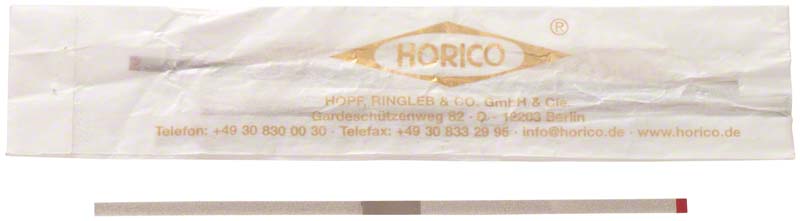 HORICO ®
HOPF, RINGLEB & CO. GmbH & Cie.
Gardeschützenweg 82 · D - 12203 Berlin
Telefon: +49 30 830 00 30 · Telefax: +49 30 833 29 95 · info@horico.de · www.horico.de